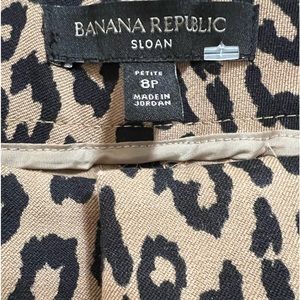 BANANA REPUBLIC
SLOAN
PETITE
8P
MADE IN
JORDAN